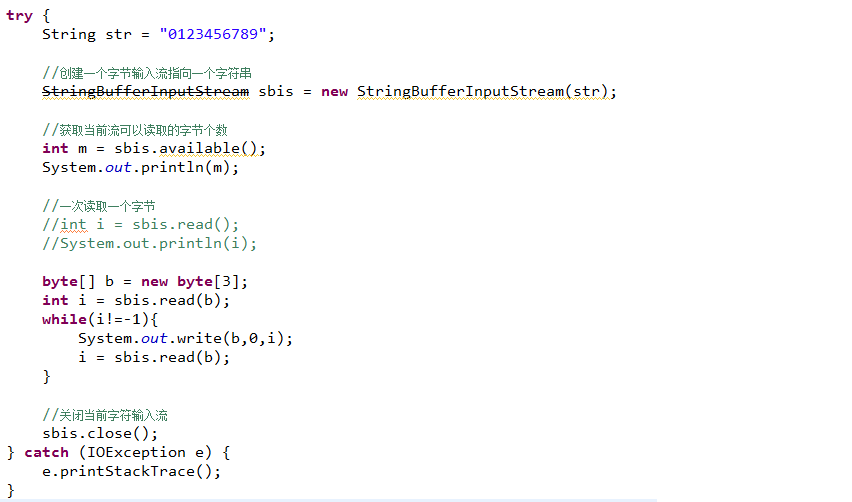 try {
String str = "0123456789";
//创建一个字节输入流指向一个字符串
StringBufferInputStream sbis = new StringBufferInputStream(str);
//获取当前流可以读取的字节个数
int m = sbis.available();
System.out.println(m);
//一次读取一个字节
//int i = sbis.read();
//System.out.println(i);
byte[] b = new byte[3];
int i = sbis.read(b);
while(i!=-1){
System.out.write(b,0,i);
i = sbis.read(b);
}
//关闭当前字符输入流
sbis.close();
} catch (IOException e) {
e.printStackTrace();
}